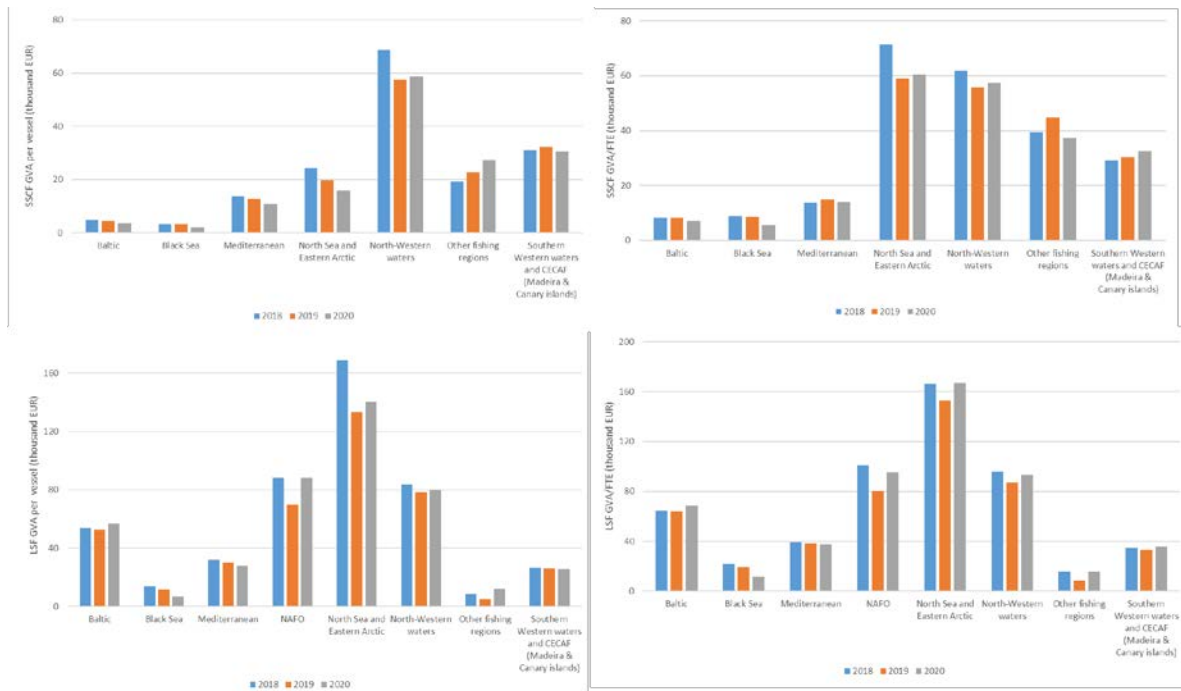 SSCF GVA per vessel (thousand EUR)
80
60
40
20
0
Baltic
Black Sea
Mediterranean
North Sea and
Eastern Arctic
North-Western
waters
Other fishing
regions
Southern
Western waters
and CECAF
(Madeira &
Canary islands)
2018 2019 2020
SSCF GVA/FTE (thousand EUR)
80
60
40
20
0
Baltic
Black Sea
Mediterranean
North Sea and
Eastern Arctic
North-Western
waters
Other fishing
regions
Southern Western
waters and CECAF
(Madeira &
Canary islands)
2018 2019 2020
LSF GVA per vessel (thousand EUR)
160
120
80
40
0
Baltic
Black Sea
Mediterranean
NAFO
North Sea and
Eastern Arctic
North-Western
waters
Other fishing
regions
Southern
Western waters
and CECAF
(Madeira &
Canary islands)
2018 2019 2020
LSF GVA/FTE (thousand EUR)
200
160
120
80
40
0
Baltic
Black Sea
Mediterranean
NAFO
North Sea and
Eastern Arctic
North-Western
waters
Other fishing
regions
Southern
Western waters
and CECAF
(Madeira &
Canary islands)
2018 2019 2020